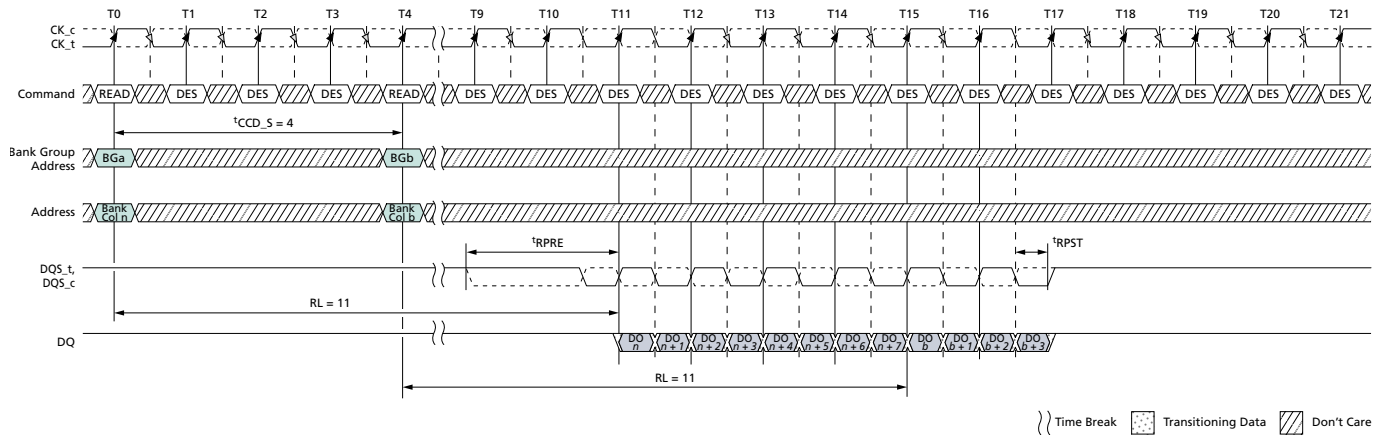 T0 T1 T2 T3 T4 T9 T10 T11 T12 T13 T14 T15 T16 T17 T18 T19 T20 T21
CK_c
CK_t
Command READ DES DES DES READ DES DES DES DES DES DES DES DES DES DES DES DES DES
tCCD_S = 4
Bank Group
Address
BGa BGb
Address
Bank
Col n
Bank
Col b
tRPRE tRPST
DQS_t,
DQS_c
RL = 11
DQ
DO
n
DO
n + 1
DO
n + 2
DO
n + 3
DO
n + 4
DO
n + 5
DO
n + 6
DO
n + 7
DO
b
DO
b + 1
DO
b + 2
DO
b + 3
RL = 11
Time Break Transitioning Data Don't Care